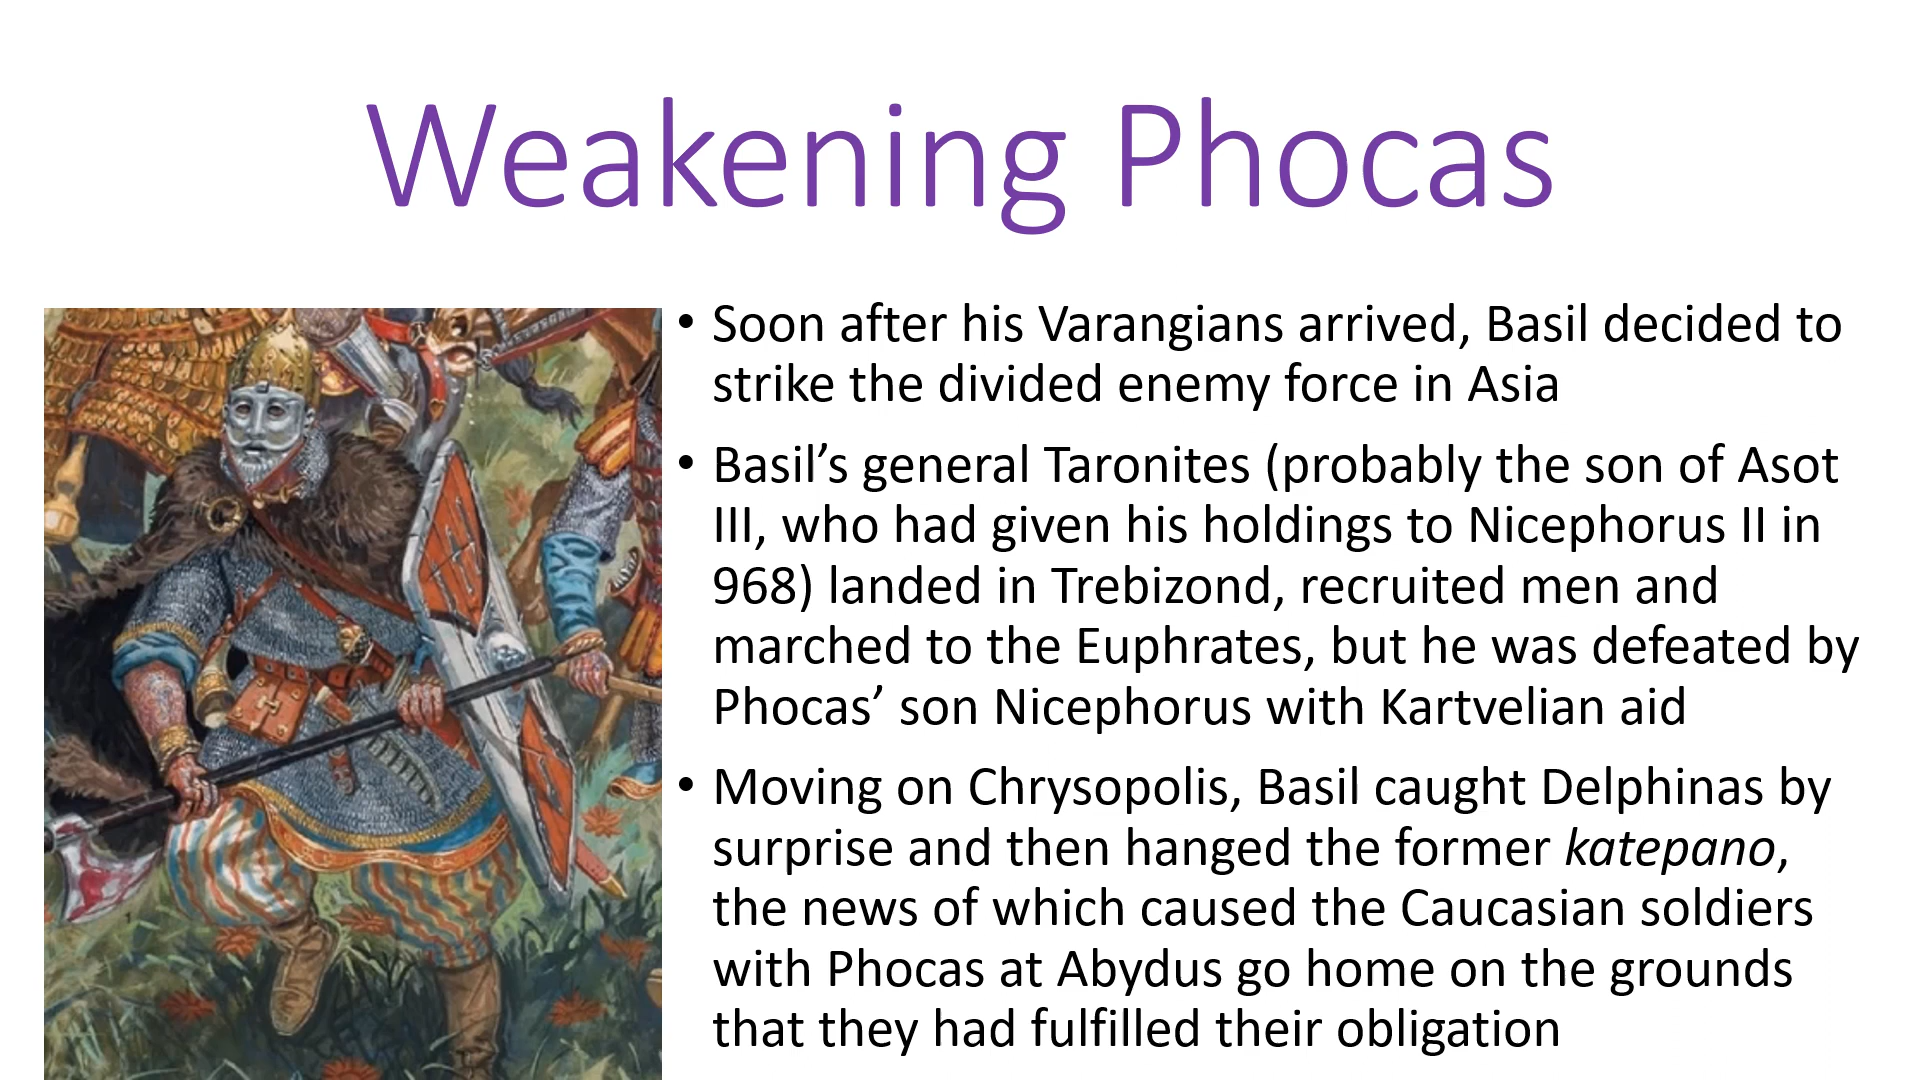 Weakening Phocas
• Soon after his Varangians arrived, Basil decided to
strike the divided enemy force in Asia
• Basil’s general Taronites (probably the son of Asot
III, who had given his holdings to Nicephorus II in
968) landed in Trebizond, recruited men and
marched to the Euphrates, but he was defeated by
Phocas’ son Nicephorus with Kartvelian aid
• Moving on Chrysopolis, Basil caught Delphinas by
surprise and then hanged the former katepano,
the news of which caused the Caucasian soldiers
with Phocas at Abydus go home on the grounds
that they had fulfilled their obligation